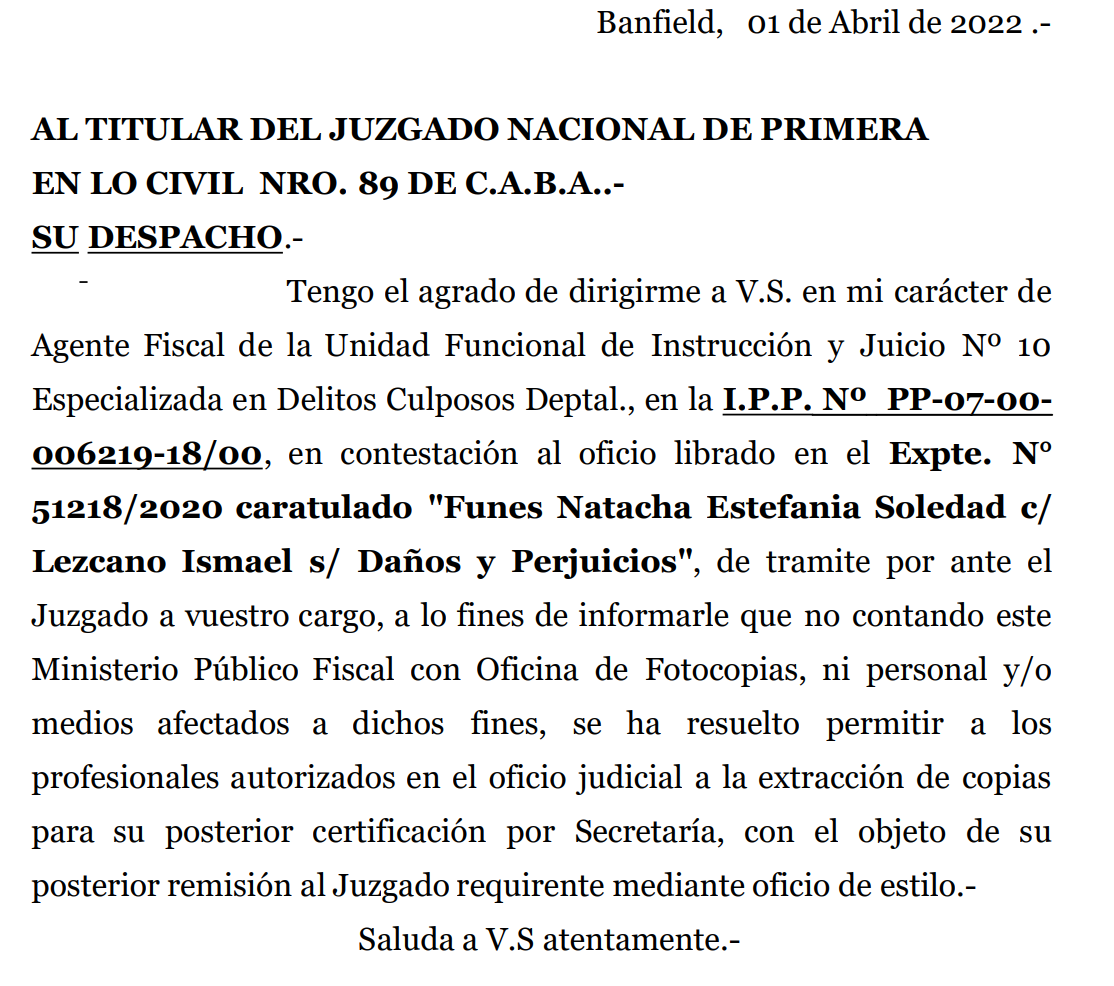 Banfield, 01 de Abril de 2022 .-
AL TITULAR DEL JUZGADO NACIONAL DE PRIMERA
EN LO CIVIL NRO. 89 DE C.A.B.A..-
SU DESPACHO.-
- Tengo el agrado de dirigirme a V.S. en mi carácter de
Agente Fiscal de la Unidad Funcional de Instrucción y Juicio Nº 10
Especializada en Delitos Culposos Deptal., en la I.P.P. Nº PP-07-00-
006219-18/00, en contestación al oficio librado en el Expte. N°
51218/2020 caratulado "Funes Natacha Estefania Soledad c/
Lezcano Ismael s/ Daños y Perjuicios", de tramite por ante el
Juzgado a vuestro cargo, a lo fines de informarle que no contando este
Ministerio Público Fiscal con Oficina de Fotocopias, ni personal y/o
medios afectados a dichos fines, se ha resuelto permitir a los
profesionales autorizados en el oficio judicial a la extracción de copias
para su posterior certificación por Secretaría, con el objeto de su
posterior remisión al Juzgado requirente mediante oficio de estilo.-
Saluda a V.S atentamente.-